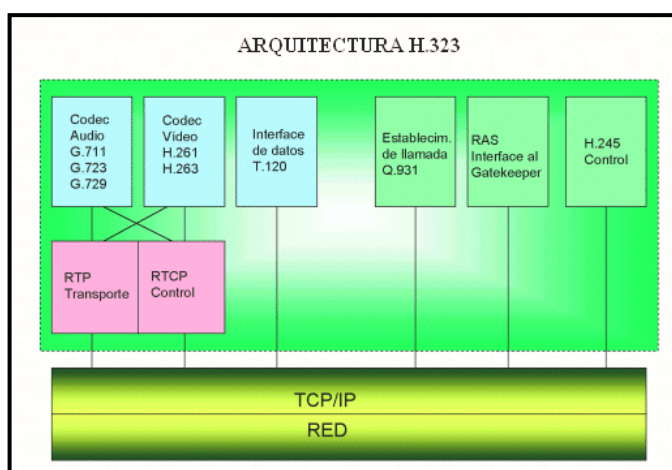 ARQUITECTURA H.323
Codec
Audio
G.711
G.723
G.729
Codec
Video
H.261
H.263
Interface
de datos
T.120
Establecim.
de llamada
Q.931
RAS
Interface al
Gatekeeper
H.245
Control
RTP
Transporte
RTCP
Control
TCP/IP
RED